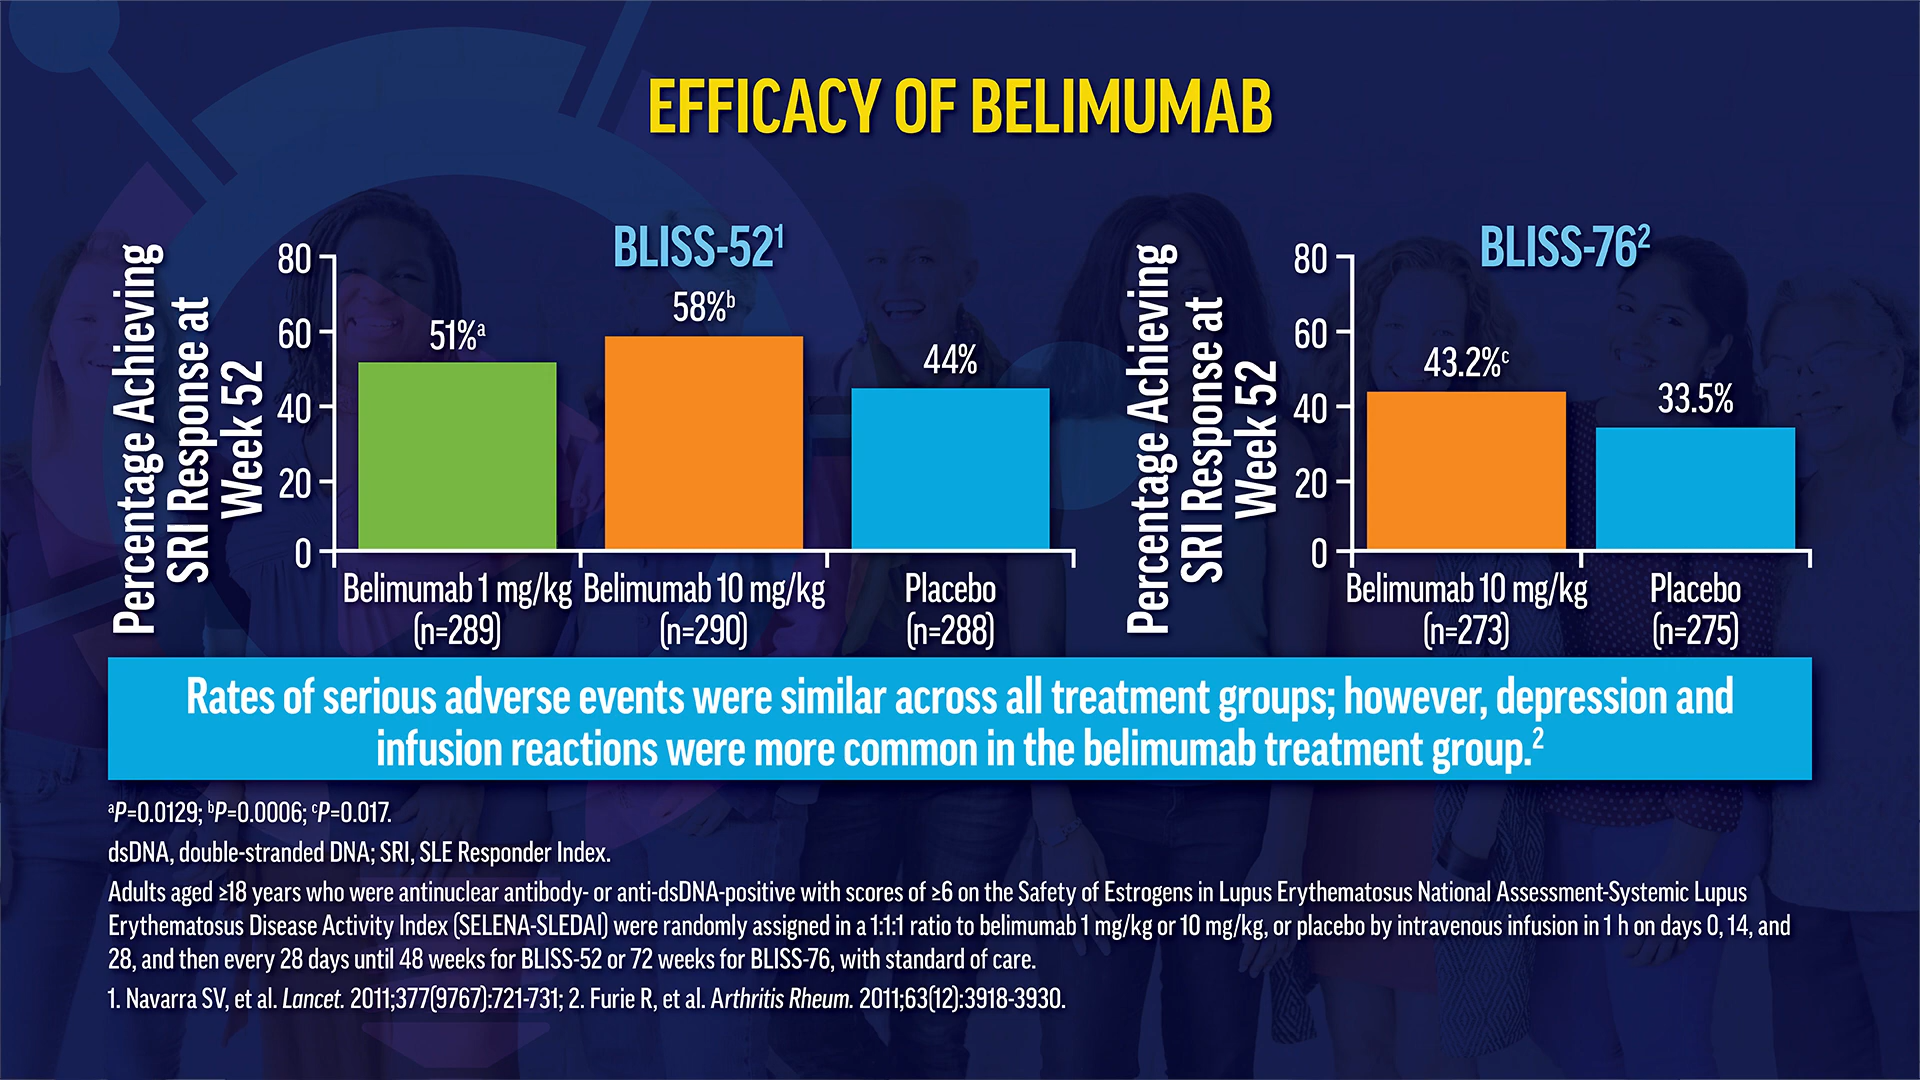 EFFICACY OF BELIMUMAB
BLISS-52¹
Percentage Achieving
SRI Response at
Week 52
80
60
40
20
0
51%ᵃ
58%ᵇ
44%
Belimumab 1 mg/kg
(n=289)
Belimumab 10 mg/kg
(n=290)
Placebo
(n=288)
BLISS-76²
Percentage Achieving
SRI Response at
Week 52
80
60
40
20
0
43.2%ᶜ
33.5%
Belimumab 10 mg/kg
(n=273)
Placebo
(n=275)
Rates of serious adverse events were similar across all treatment groups; however, depression and
infusion reactions were more common in the belimumab treatment group.²
ᵃP=0.0129; ᵇP=0.0006; ᶜP=0.017.
dsDNA, double-stranded DNA; SRI, SLE Responder Index.
Adults aged ≥18 years who were antinuclear antibody- or anti-dsDNA-positive with scores of ≥6 on the Safety of Estrogens in Lupus Erythematosus National Assessment-Systemic Lupus
Erythematosus Disease Activity Index (SELENA-SLEDAI) were randomly assigned in a 1:1:1 ratio to belimumab 1 mg/kg or 10 mg/kg, or placebo by intravenous infusion in 1 h on days 0, 14, and
28, and then every 28 days until 48 weeks for BLISS-52 or 72 weeks for BLISS-76, with standard of care.
1. Navarra SV, et al. Lancet. 2011;377(9767):721-731; 2. Furie R, et al. Arthritis Rheum. 2011;63(12):3918-3930.